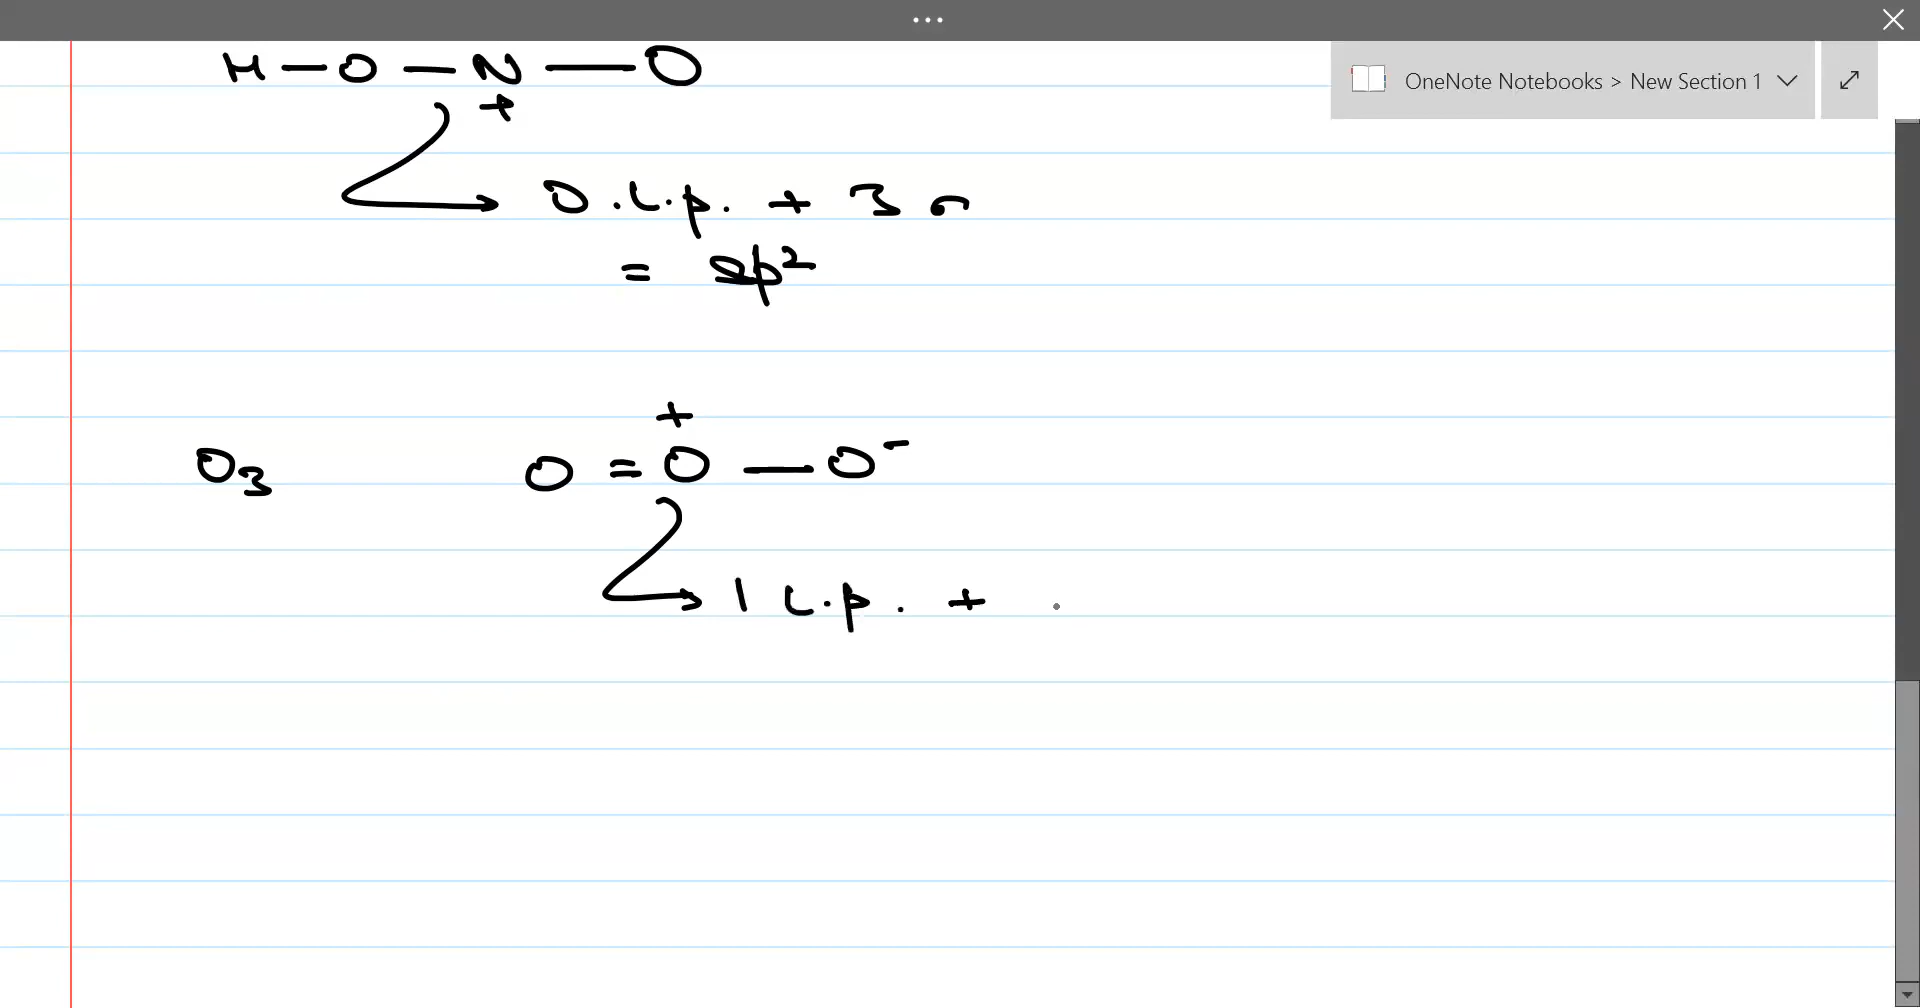 ...
H — O — N — O
OneNote Notebooks > New Section 1
+
0 . L . p . + 3 σ
= sp²
+
O₃ O = O — O⁻
1 L . p . +